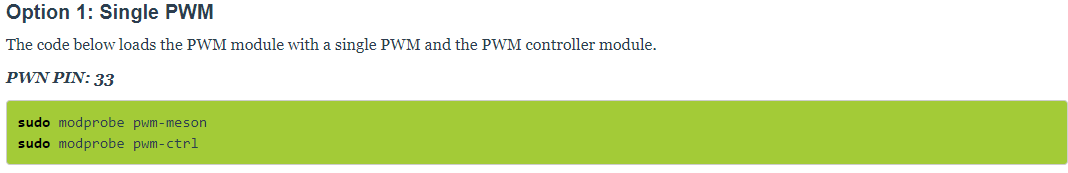 Option 1: Single PWM
The code below loads the PWM module with a single PWM and the PWM controller module.
PWN PIN: 33
sudo modprobe pwm-meson
sudo modprobe pwm-ctrl